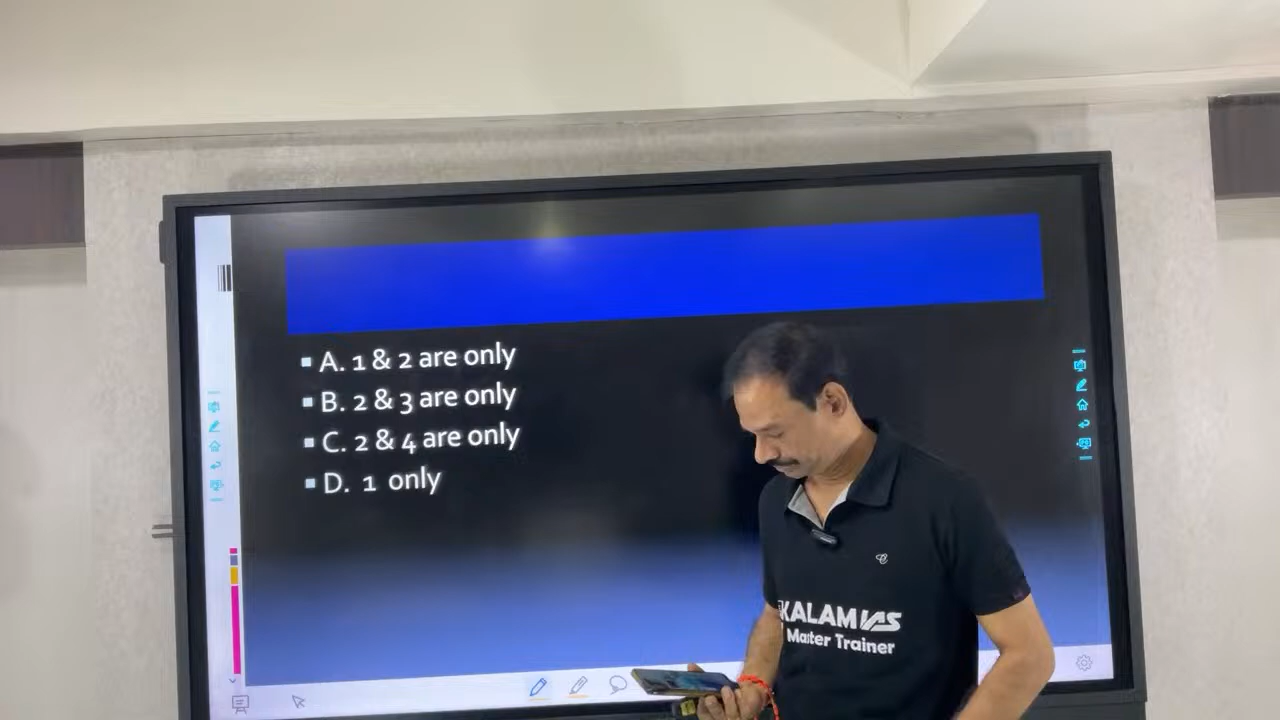 A. 1 & 2 are only
B. 2 & 3 are only
C. 2 & 4 are only
D. 1 only
KALAM IAS
Master Trainer